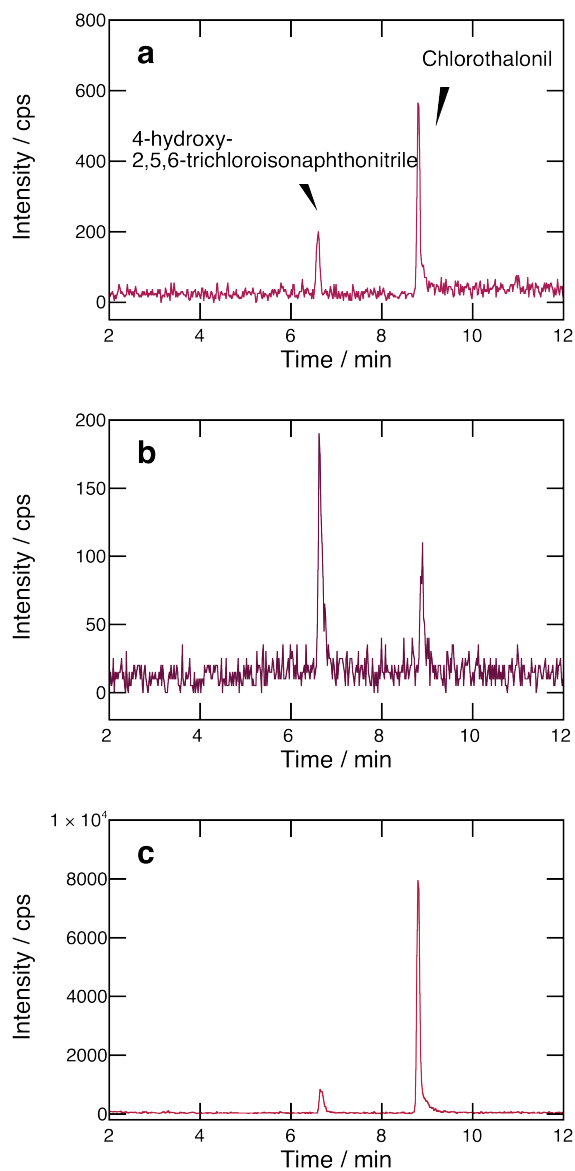 800
a
Chlorothalonil
600
4-hydroxy-
2,5,6-trichloroisonaphthonitrile
400
200
0
Intensity / cps
2 4 6 8 10 12
Time / min
200
b
150
100
50
0
Intensity / cps
2 4 6 8 10 12
Time / min
1 × 10⁴
c
8000
6000
4000
2000
0
Intensity / cps
2 4 6 8 10 12
Time / min